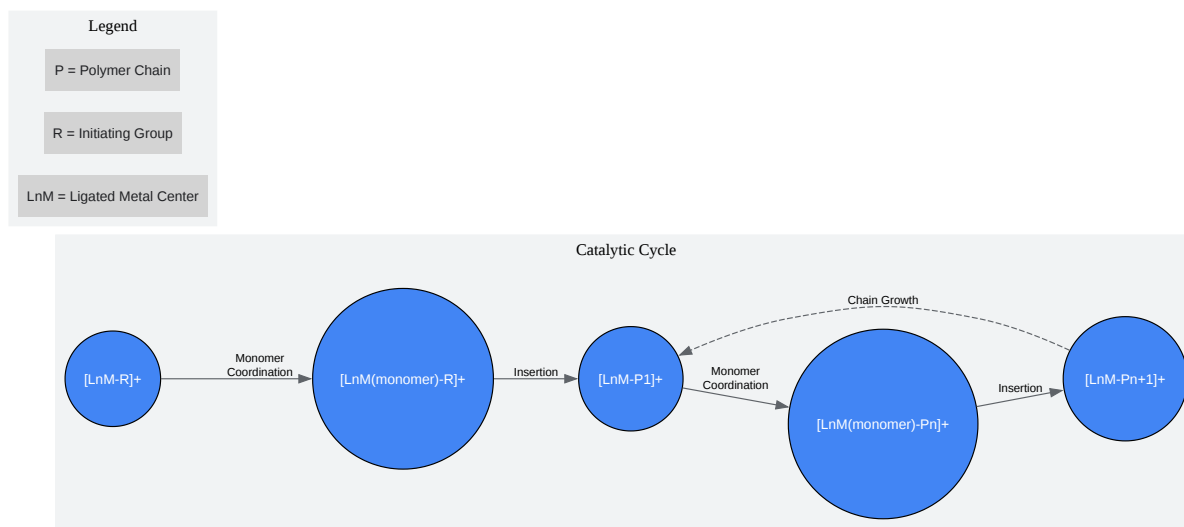 Legend
P = Polymer Chain
R = Initiating Group
LnM = Ligated Metal Center
Catalytic Cycle
[LnM-R]+
Monomer
Coordination
[LnM(monomer)-R]+
Insertion
[LnM-P1]+
Chain Growth
Monomer
Coordination
[LnM(monomer)-Pn]+
Insertion
[LnM-Pn+1]+